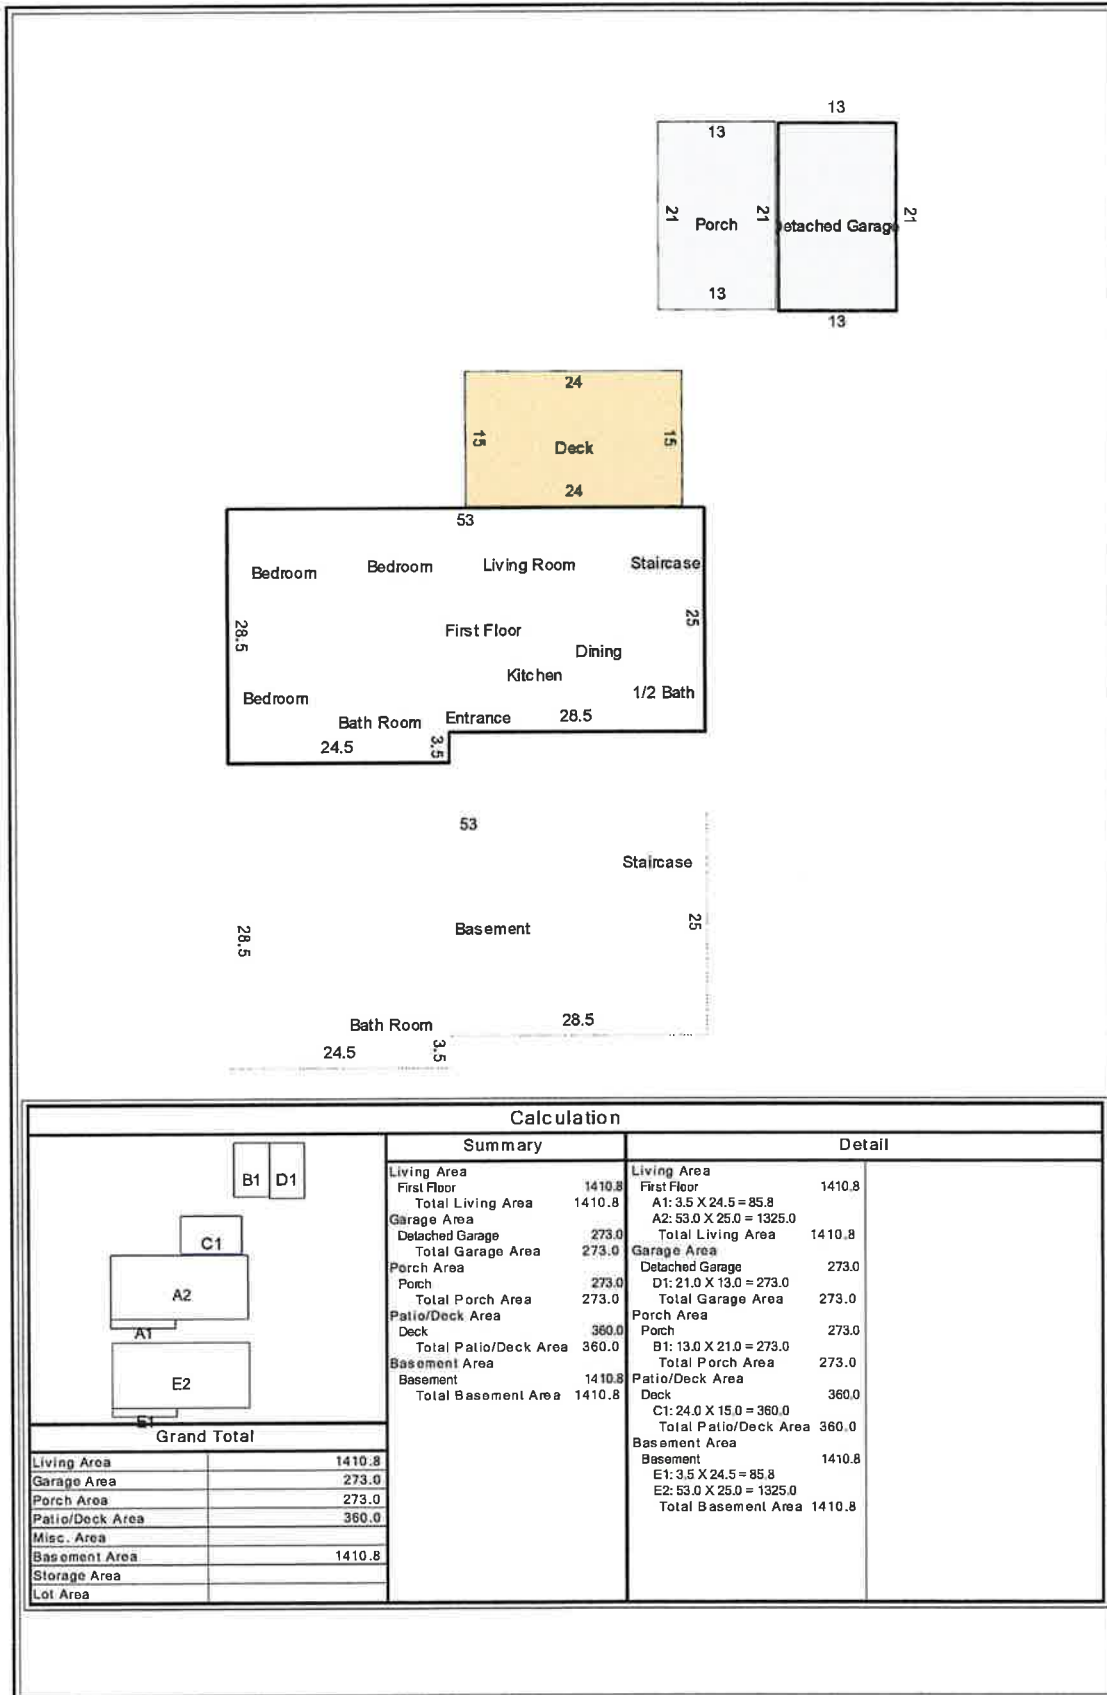 13
13
21
Porch
21
etached Garag
21
13
13
24
15
Deck
15
24
53
Bedroom
Bedroom
Living Room
Staircase
28.5
First Floor
25
Dining
Kitchen
Bedroom
1/2 Bath
Bath Room
Entrance
28.5
24.5
3.5
53
Staircase
28.5
Basement
25
Bath Room
28.5
24.5
3.5
Calculation
B1 D1
C1
A2
A1
E2
E1
Grand Total
Living Area 1410.8
Garage Area 273.0
Porch Area 273.0
Patio/Deck Area 360.0
Misc. Area
Basement Area 1410.8
Storage Area
Lot Area
Summary
Living Area
First Floor 1410.8
Total Living Area 1410.8
Garage Area
Detached Garage 273.0
Total Garage Area 273.0
Porch Area
Porch 273.0
Total Porch Area 273.0
Patio/Deck Area
Deck 360.0
Total Patio/Deck Area 360.0
Basement Area
Basement 1410.8
Total Basement Area 1410.8
Detail
Living Area
First Floor 1410.8
A1: 3.5 X 24.5 = 85.8
A2: 53.0 X 25.0 = 1325.0
Total Living Area 1410.8
Garage Area
Detached Garage 273.0
D1: 21.0 X 13.0 = 273.0
Total Garage Area 273.0
Porch Area
Porch 273.0
B1: 13.0 X 21.0 = 273.0
Total Porch Area 273.0
Patio/Deck Area
Deck 360.0
C1: 24.0 X 15.0 = 360.0
Total Patio/Deck Area 360.0
Basement Area
Basement 1410.8
E1: 3.5 X 24.5 = 85.8
E2: 53.0 X 25.0 = 1325.0
Total Basement Area 1410.8